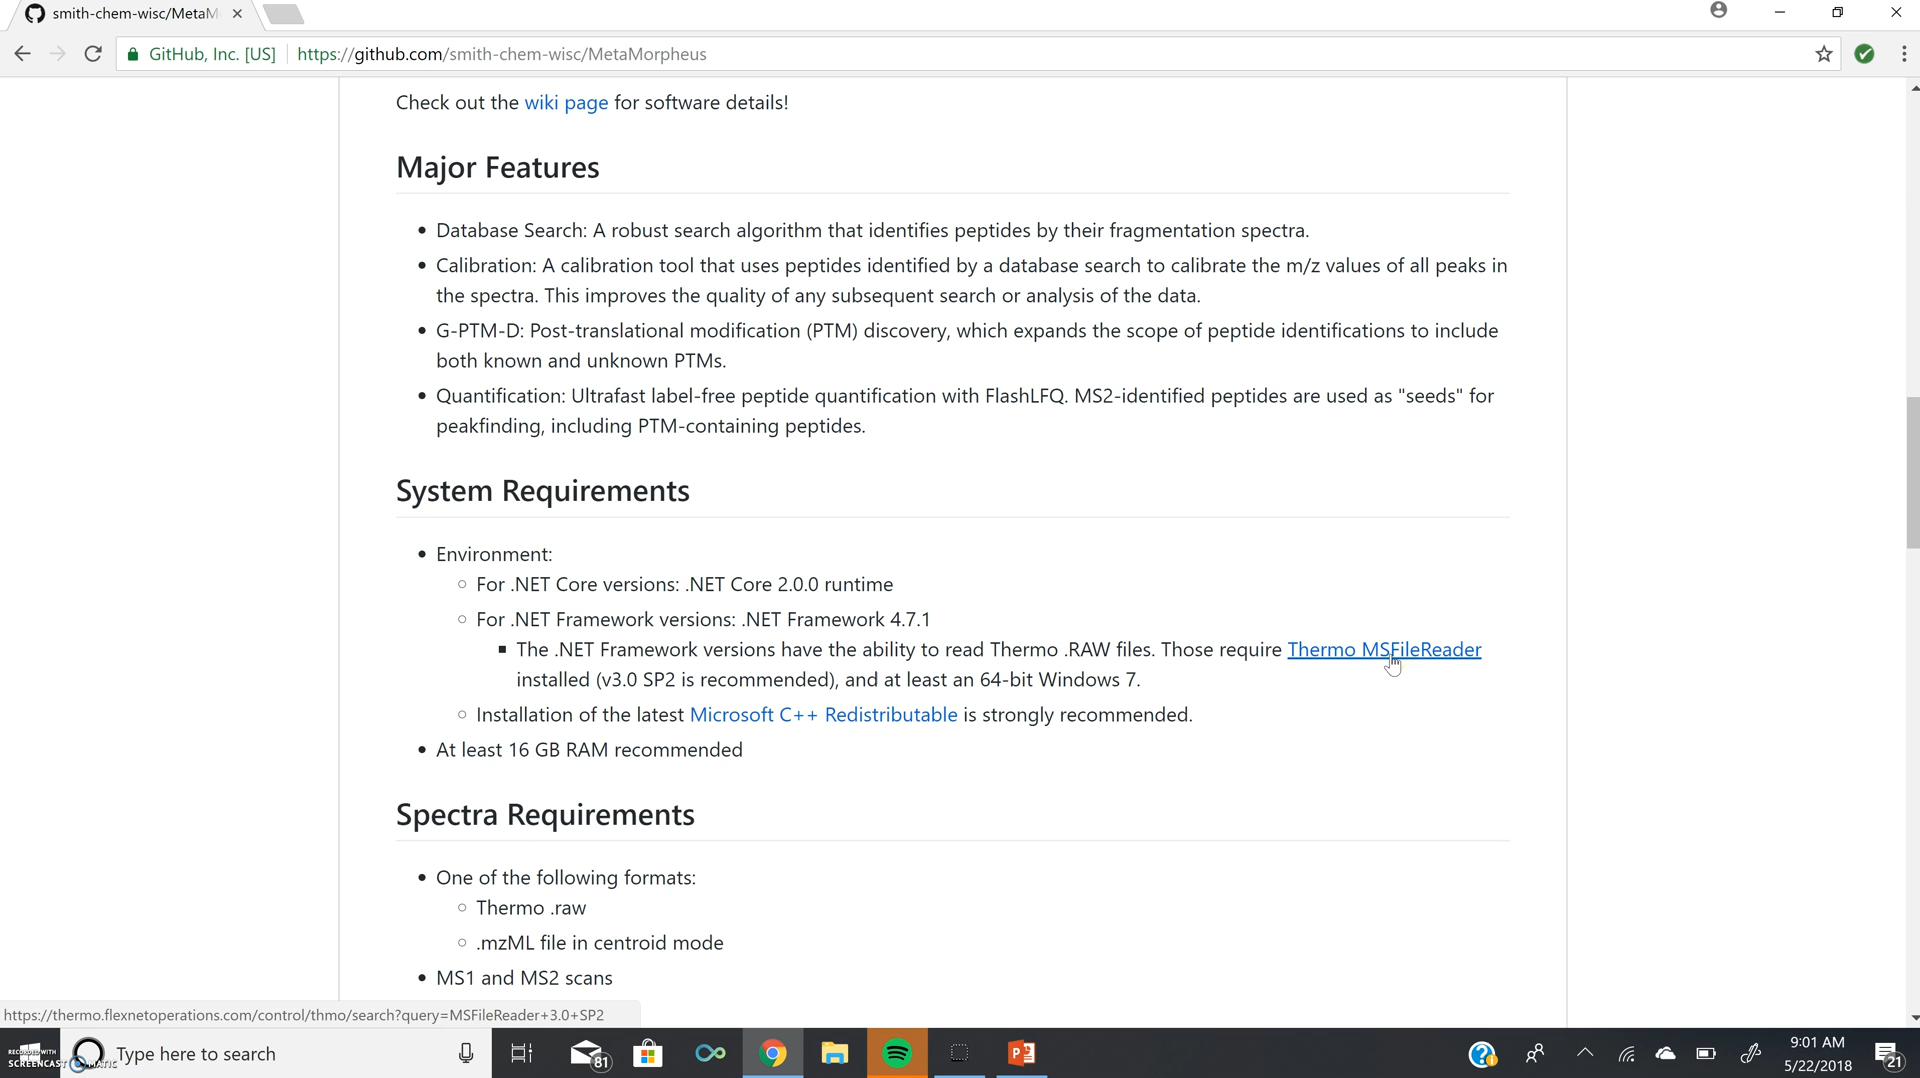 smith-chem-wisc/MetaM
GitHub, Inc. [US]
https://github.com/smith-chem-wisc/MetaMorpheus
Check out the wiki page for software details!
Major Features
Database Search: A robust search algorithm that identifies peptides by their fragmentation spectra.
Calibration: A calibration tool that uses peptides identified by a database search to calibrate the m/z values of all peaks in
the spectra. This improves the quality of any subsequent search or analysis of the data.
G-PTM-D: Post-translational modification (PTM) discovery, which expands the scope of peptide identifications to include
both known and unknown PTMs.
Quantification: Ultrafast label-free peptide quantification with FlashLFQ. MS2-identified peptides are used as "seeds" for
peakfinding, including PTM-containing peptides.
System Requirements
Environment:
For .NET Core versions: .NET Core 2.0.0 runtime
For .NET Framework versions: .NET Framework 4.7.1
The .NET Framework versions have the ability to read Thermo .RAW files. Those require Thermo MSFileReader
installed (v3.0 SP2 is recommended), and at least an 64-bit Windows 7.
Installation of the latest Microsoft C++ Redistributable is strongly recommended.
At least 16 GB RAM recommended
Spectra Requirements
One of the following formats:
Thermo .raw
.mzML file in centroid mode
MS1 and MS2 scans
https://thermo.flexnetoperations.com/control/thmo/search?query=MSFileReader+3.0+SP2
RECORDED WITH
SCREENCAST MATIC
Type here to search
81
9:01 AM
5/22/2018
21